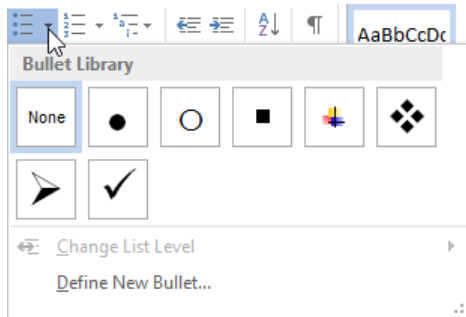 AaBbCcDc
Bullet Library
None
Change List Level
Define New Bullet...